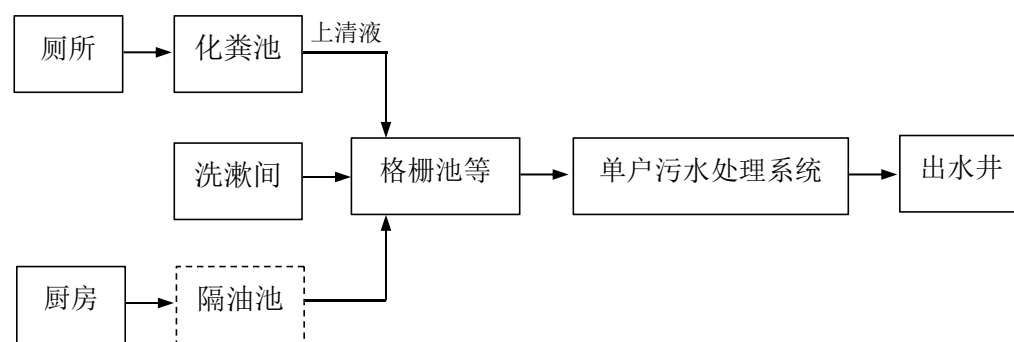 厕所
化粪池
上清液
洗漱间
格栅池等
单户污水处理系统
出水井
厨房
隔油池